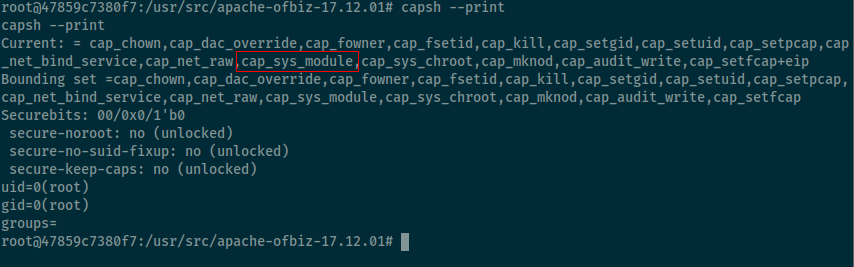 root@47859c7380f7:/usr/src/apache-ofbiz-17.12.01# capsh --print
capsh --print
Current: = cap_chown,cap_dac_override,cap_fowner,cap_fsetid,cap_kill,cap_setgid,cap_setuid,cap_setpcap,cap
_net_bind_service,cap_net_raw,cap_sys_module,cap_sys_chroot,cap_mknod,cap_audit_write,cap_setfcap+eip
Bounding set =cap_chown,cap_dac_override,cap_fowner,cap_fsetid,cap_kill,cap_setgid,cap_setuid,cap_setpcap,
cap_net_bind_service,cap_net_raw,cap_sys_module,cap_sys_chroot,cap_mknod,cap_audit_write,cap_setfcap
Securebits: 00/0x0/1'b0
 secure-noroot: no (unlocked)
 secure-no-suid-fixup: no (unlocked)
 secure-keep-caps: no (unlocked)
uid=0(root)
gid=0(root)
groups=
root@47859c7380f7:/usr/src/apache-ofbiz-17.12.01#